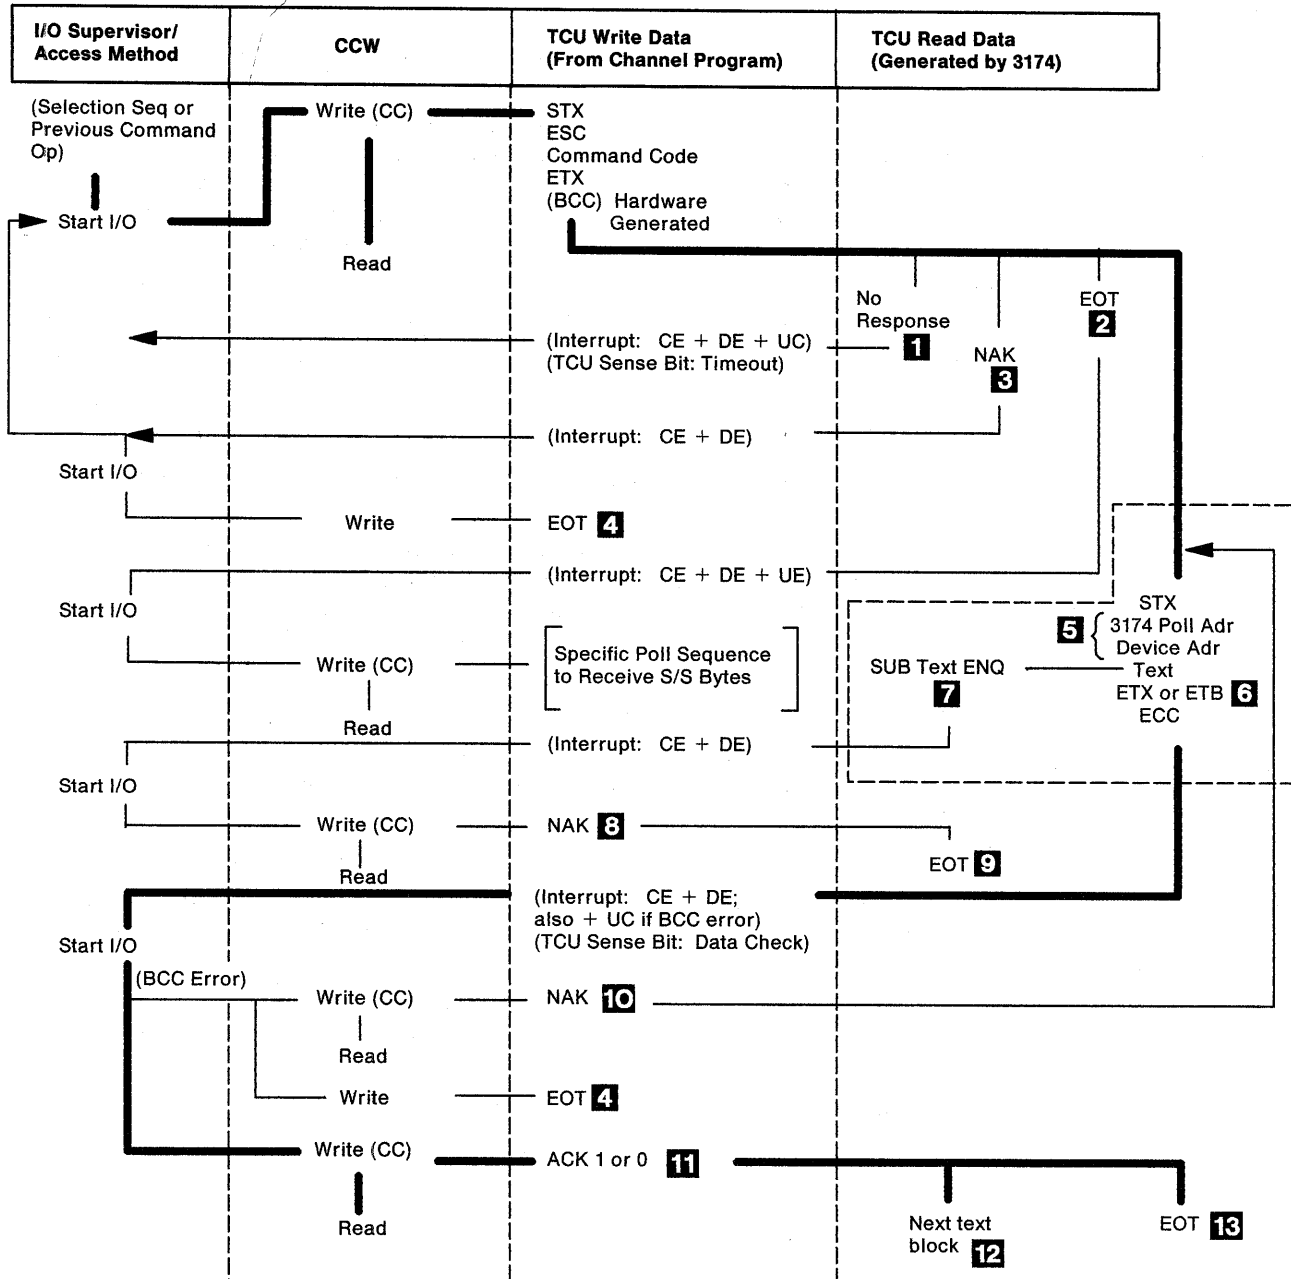 I/O Supervisor/
Access Method
CCW
TCU Write Data
(From Channel Program)
TCU Read Data
(Generated by 3174)
(Selection Seq or
Previous Command
Op)
Start I/O
Write (CC)
Read
STX
ESC
Command Code
ETX
(BCC) Hardware
Generated
No
Response
1
NAK
3
EOT
2
(Interrupt: CE + DE + UC)
(TCU Sense Bit: Timeout)
(Interrupt: CE + DE)
Start I/O
Write
EOT 4
(Interrupt: CE + DE + UE)
Start I/O
Write (CC)
Read
Specific Poll Sequence
to Receive S/S Bytes
STX
5 { 3174 Poll Adr
Device Adr
Text
ETX or ETB 6
ECC
SUB Text ENQ
7
(Interrupt: CE + DE)
Start I/O
Write (CC)
Read
NAK 8
EOT 9
(Interrupt: CE + DE;
also + UC if BCC error)
(TCU Sense Bit: Data Check)
Start I/O
(BCC Error)
Write (CC)
NAK 10
Read
Write
EOT 4
Write (CC)
ACK 1 or 0 11
Read
Next text
block 12
EOT 13